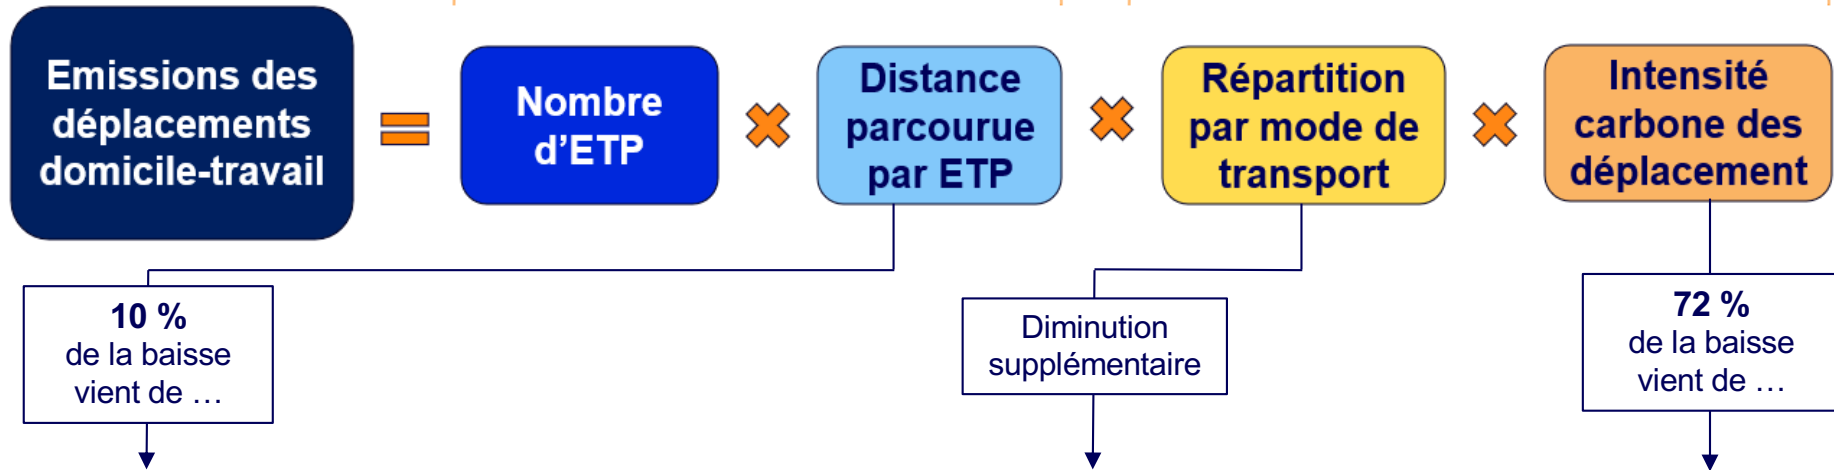 Emissions des
déplacements
domicile-travail
Nombre
d’ETP
Distance
parcourue
par ETP
Répartition
par mode de
transport
Intensité
carbone des
déplacement
10 %
de la baisse
vient de …
Diminution
supplémentaire
72 %
de la baisse
vient de …